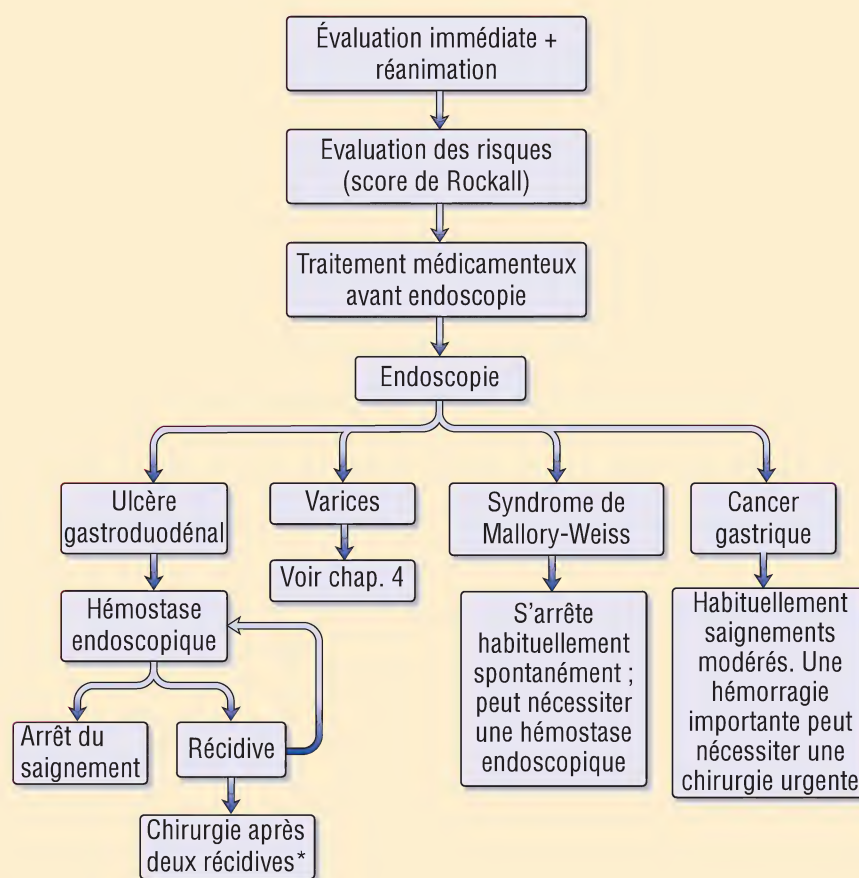 Évaluation immédiate +
réanimation
Evaluation des risques
(score de Rockall)
Traitement médicamenteux
avant endoscopie
Endoscopie
Ulcère
gastroduodénal
Varices
Syndrome de
Mallory-Weiss
Cancer
gastrique
Voir chap. 4
Hémostase
endoscopique
S'arrête
habituellement
spontanément ;
peut nécessiter
une hémostase
endoscopique
Habituellement
saignements
modérés. Une
hémorragie
importante peut
nécessiter une
chirurgie urgente
Arrêt du
saignement
Récidive
Chirurgie après
deux récidives*